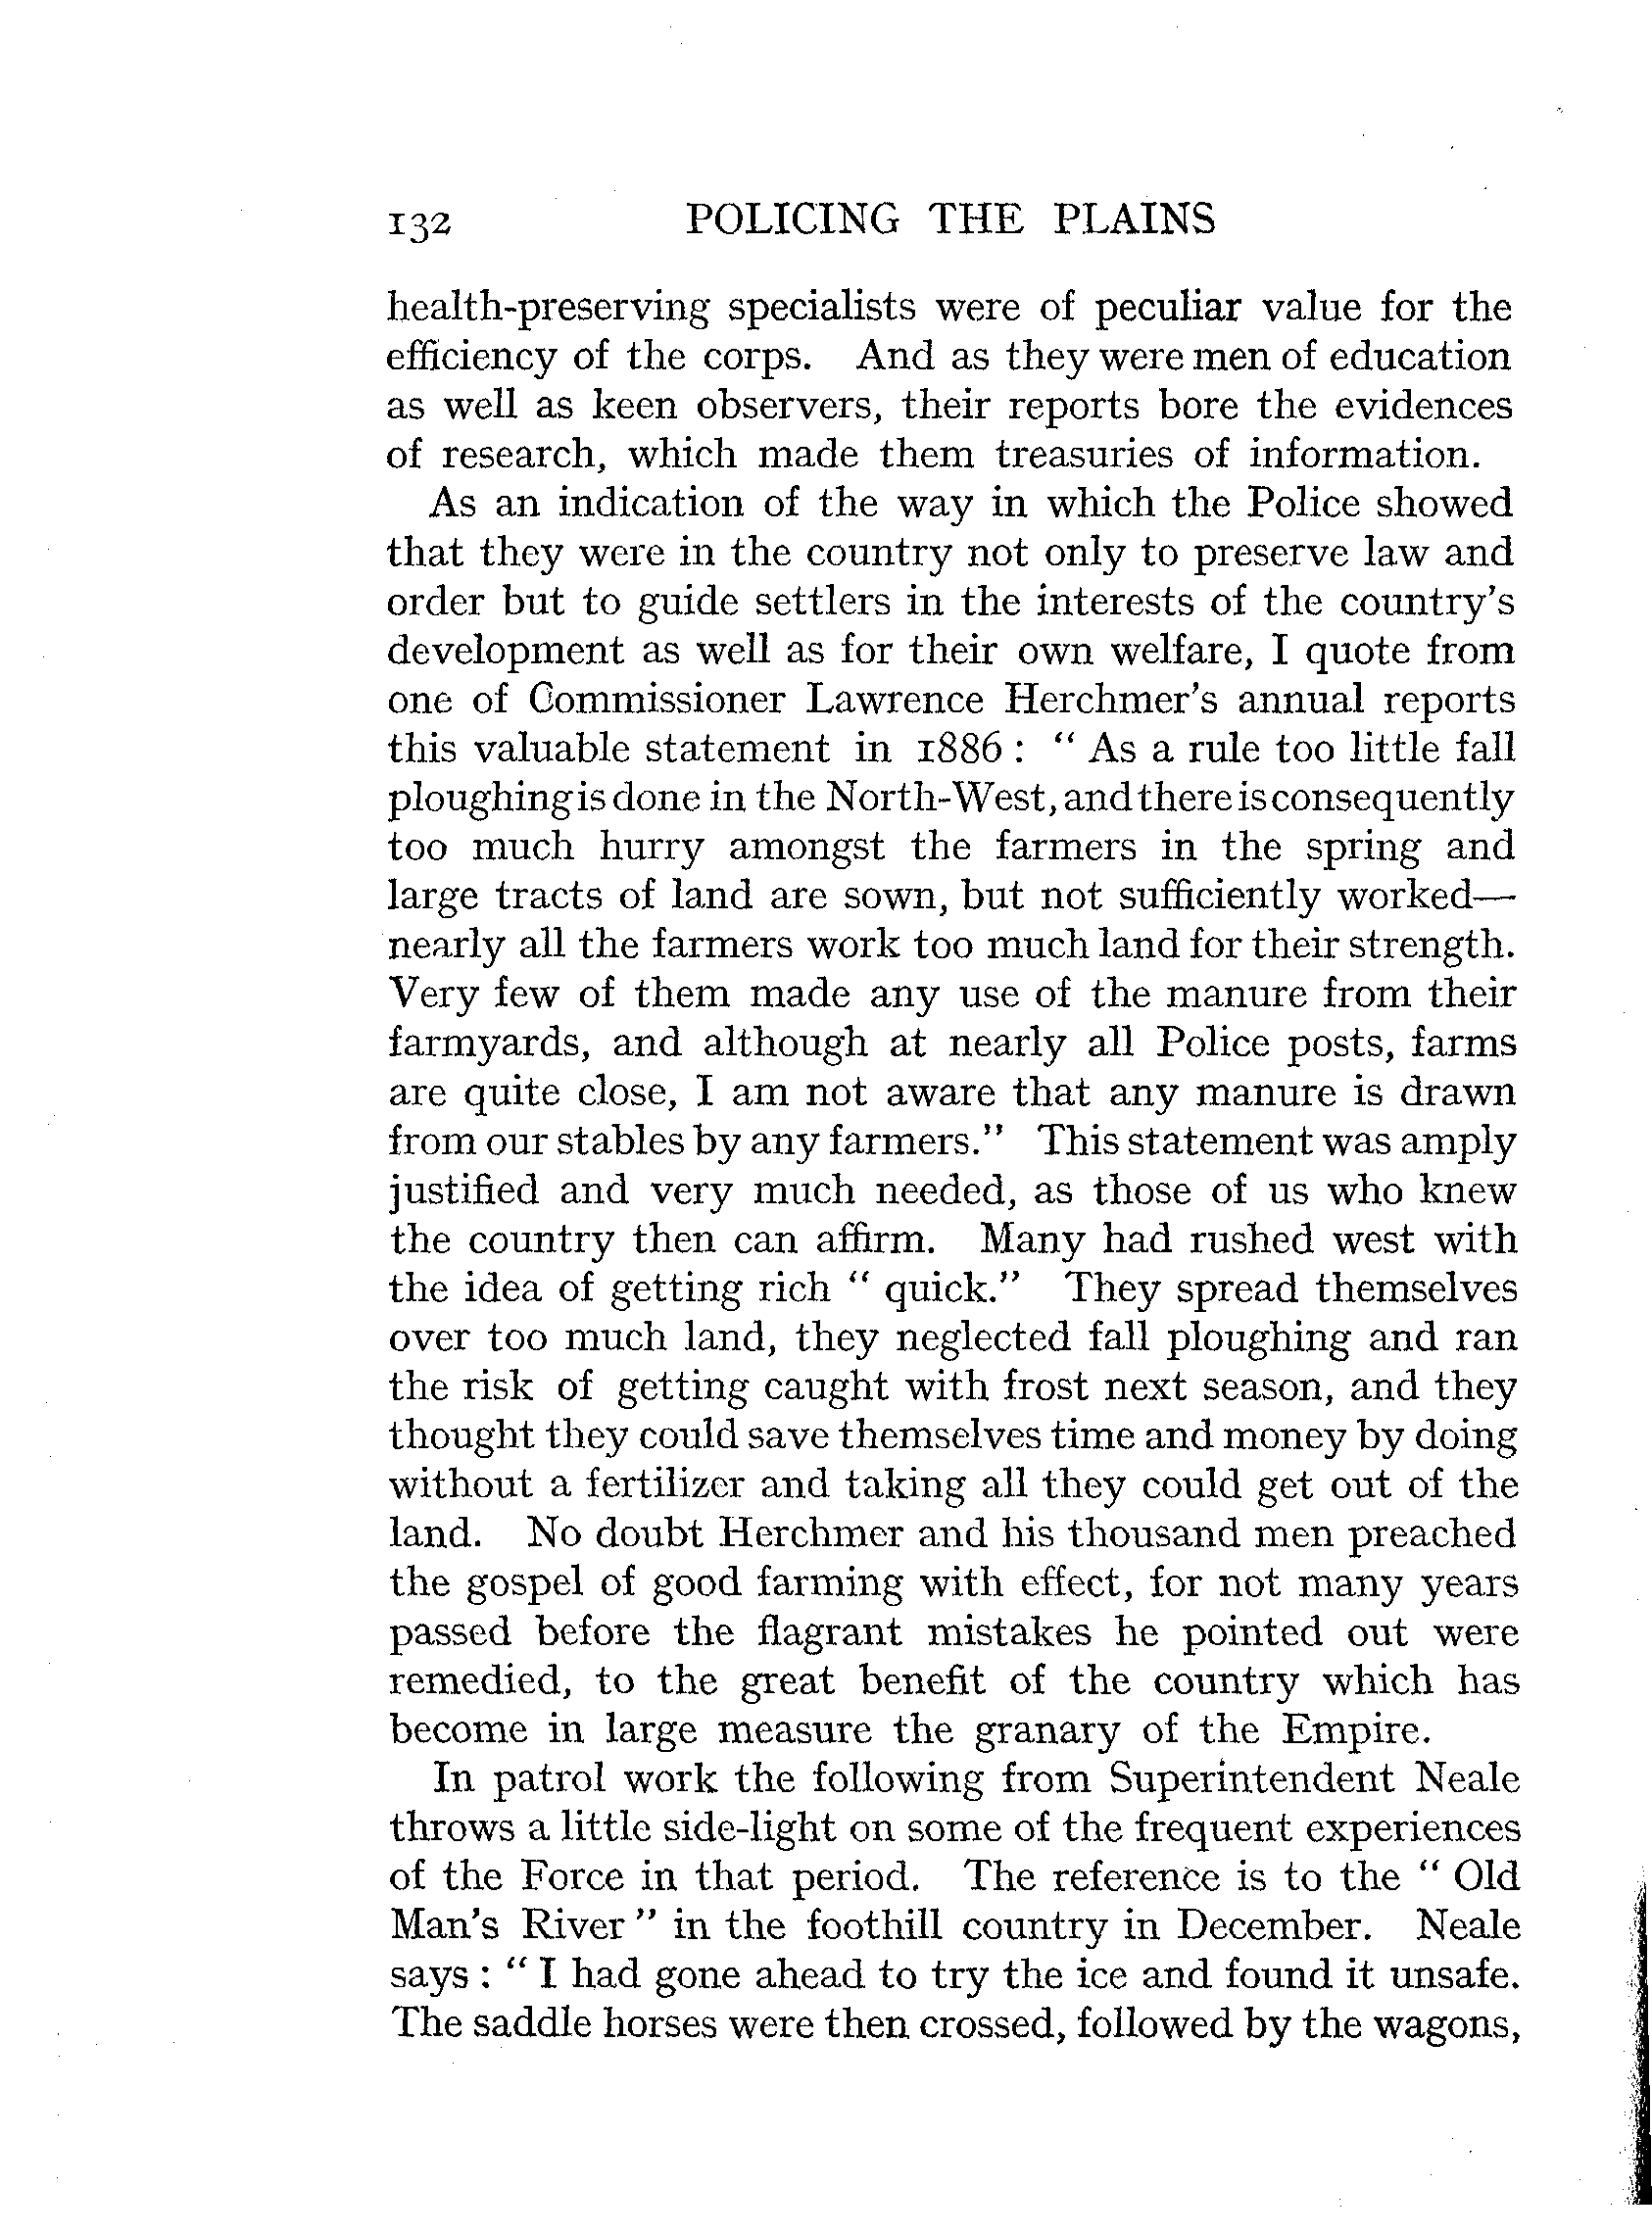 132 POLICING THE PLAINS
health-preserving specialists were of peculiar value for the
efficiency of the corps. And as they were men of education
as well as keen observers, their reports bore the evidences
of research, which made them treasuries of information.
As an indication of the way in which the Police showed
that they were in the country not only to preserve law and
order but to guide settlers in the interests of the country's
development as well as for their own welfare, I quote from
one of Commissioner Lawrence Herchmer's annual reports
this valuable statement in 1886 : " As a rule too little fall
ploughing is done in the North-West, and there is consequently
too much hurry amongst the farmers in the spring and
large tracts of land are sown, but not sufficiently worked—
nearly all the farmers work too much land for their strength.
Very few of them made any use of the manure from their
farmyards, and although at nearly all Police posts, farms
are quite close, I am not aware that any manure is drawn
from our stables by any farmers." This statement was amply
justified and very much needed, as those of us who knew
the country then can affirm. Many had rushed west with
the idea of getting rich " quick." They spread themselves
over too much land, they neglected fall ploughing and ran
the risk of getting caught with frost next season, and they
thought they could save themselves time and money by doing
without a fertilizer and taking all they could get out of the
land. No doubt Herchmer and his thousand men preached
the gospel of good farming with effect, for not many years
passed before the flagrant mistakes he pointed out were
remedied, to the great benefit of the country which has
become in large measure the granary of the Empire.
In patrol work the following from Superintendent Neale
throws a little side-light on some of the frequent experiences
of the Force in that period. The reference is to the " Old
Man's River " in the foothill country in December. Neale
says : " I had gone ahead to try the ice and found it unsafe.
The saddle horses were then crossed, followed by the wagons,